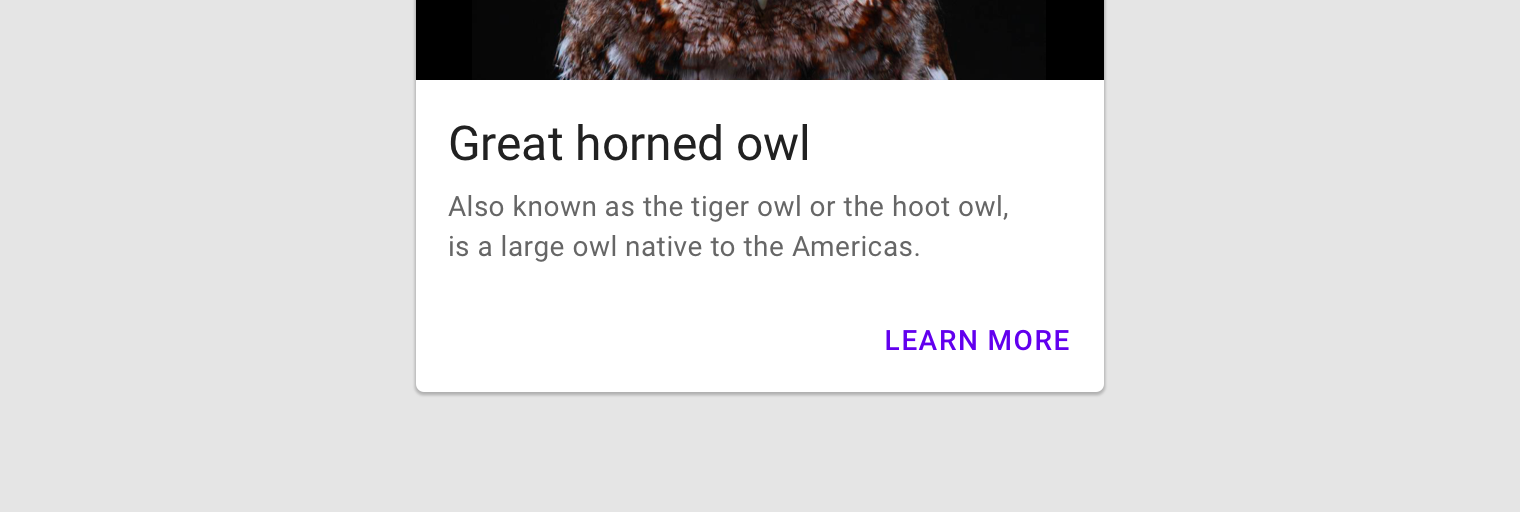 Great horned owl
Also known as the tiger owl or the hoot owl,
is a large owl native to the Americas.
LEARN MORE